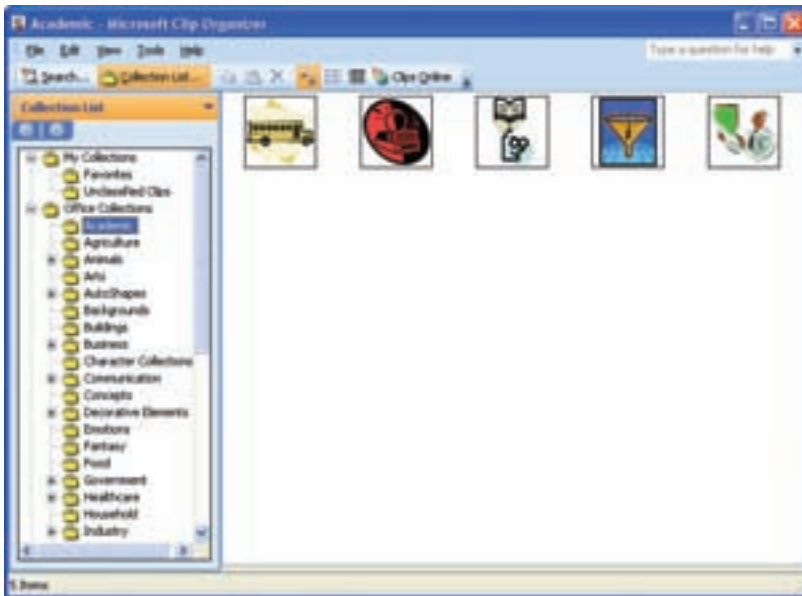 Academic - Microsoft Clip Organizer
File Edit View Tools Help
Type a question for help
Search... Collection List... Clips Online
Collection List
My Collections
Favorites
Unclassified Clips
Office Collections
Academic
Agriculture
Animals
Arts
AutoShapes
Backgrounds
Buildings
Business
Character Collections
Communication
Concepts
Decorative Elements
Emotions
Fantasy
Food
Government
Healthcare
Household
Industry
5 Items